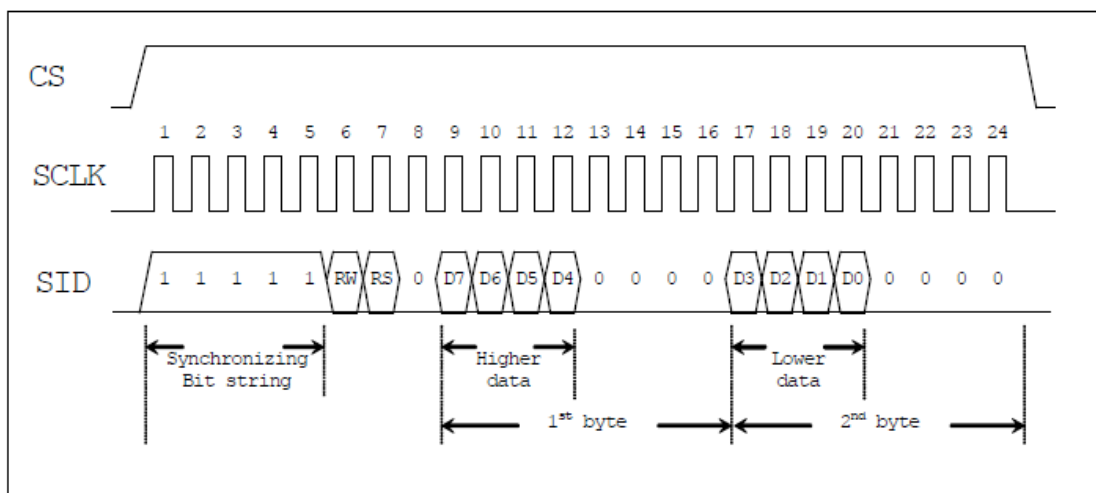 CS
1 2 3 4 5 6 7 8 9 10 11 12 13 14 15 16 17 18 19 20 21 22 23 24
SCLK
SID 1 1 1 1 1 RW RS 0 D7 D6 D5 D4 0 0 0 0 D3 D2 D1 D0 0 0 0 0
Synchronizing
Bit string
Higher
data
Lower
data
1st byte
2nd byte